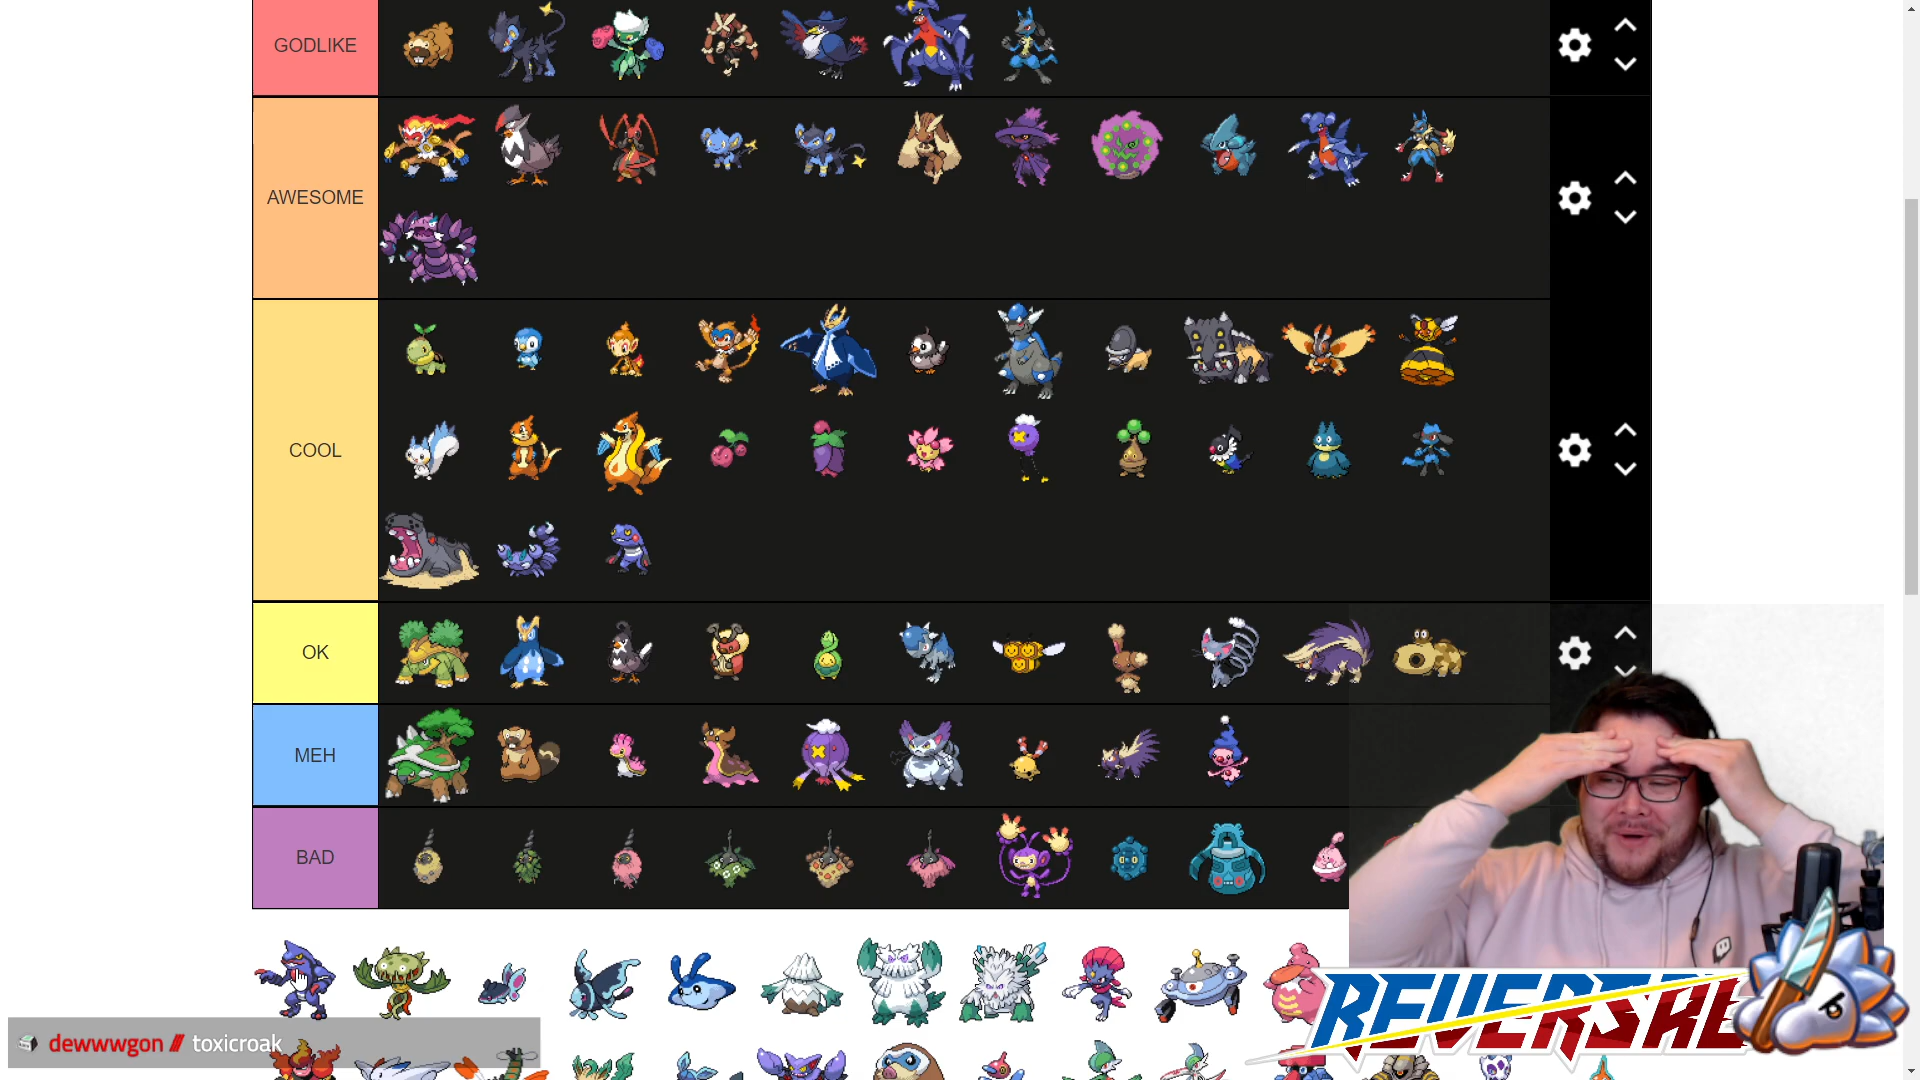 GODLIKE
AWESOME
COOL
OK
MEH
BAD
REVERSAL
dewwwgon // toxicroak